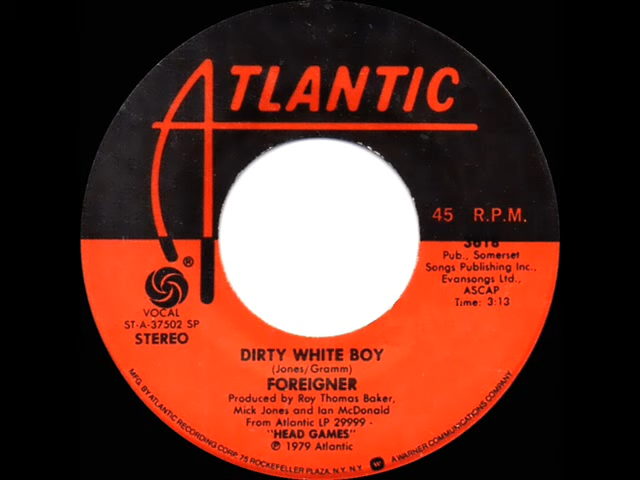 ATLANTIC
45 R.P.M.
3618
Pub., Somerset
Songs Publishing Inc.,
Evansongs Ltd.,
ASCAP
Time: 3:13
®
VOCAL
ST-A-37502 SP
STEREO
DIRTY WHITE BOY
(Jones/Gramm)
FOREIGNER
Produced by Roy Thomas Baker,
Mick Jones and Ian McDonald
From Atlantic LP 29999 -
"HEAD GAMES"
℗ 1979 Atlantic
MFG. BY ATLANTIC RECORDING CORP. 75 ROCKEFELLER PLAZA, N.Y. N.Y. A WARNER COMMUNICATIONS COMPANY